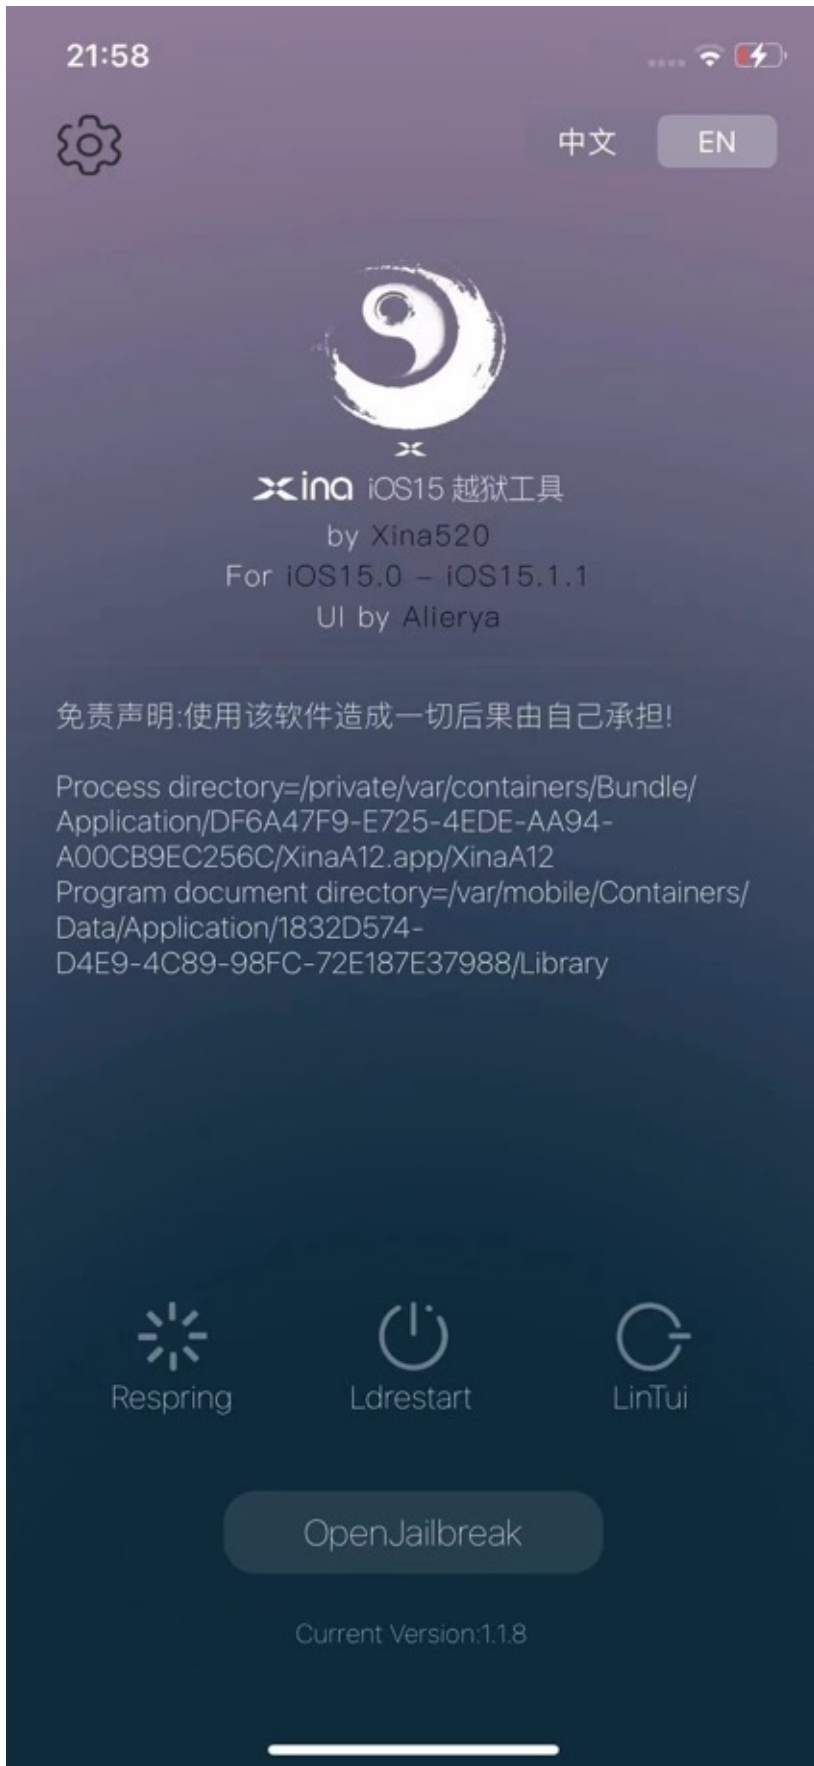 21:58
中文 EN
xina iOS15 越狱工具
by Xina520
For iOS15.0 – iOS15.1.1
UI by Alierya
免责声明:使用该软件造成一切后果由自己承担!
Process directory=/private/var/containers/Bundle/
Application/DF6A47F9-E725-4EDE-AA94-
A00CB9EC256C/XinaA12.app/XinaA12
Program document directory=/var/mobile/Containers/
Data/Application/1832D574-
D4E9-4C89-98FC-72E187E37988/Library
Respring Ldrestart LinTui
OpenJailbreak
Current Version:1.1.8